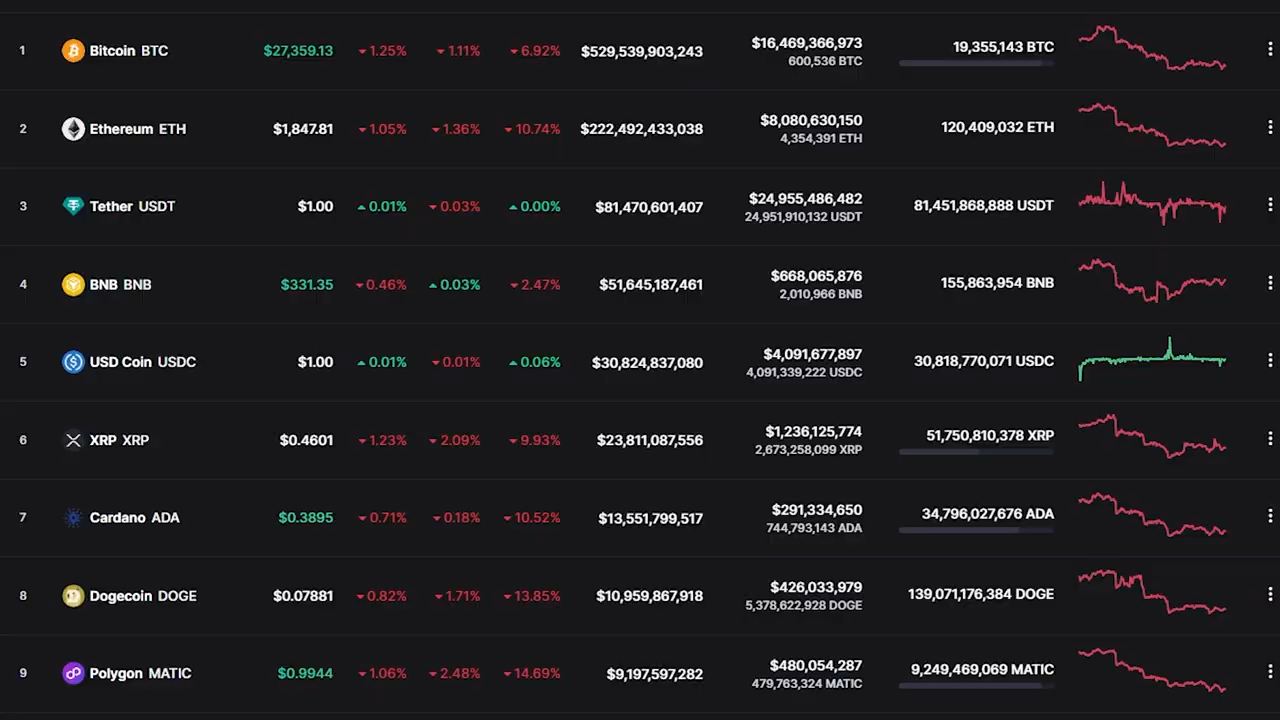 1 Bitcoin BTC $27,359.13 1.25% 1.11% 6.92% $529,539,903,243 $16,469,366,973 19,355,143 BTC
600,536 BTC
2 Ethereum ETH $1,847.81 1.05% 1.36% 10.74% $222,492,433,038 $8,080,630,150 120,409,032 ETH
4,354,391 ETH
3 Tether USDT $1.00 0.01% 0.03% 0.00% $81,470,601,407 $24,955,486,482 81,451,868,888 USDT
24,951,910,132 USDT
4 BNB BNB $331.35 0.46% 0.03% 2.47% $51,645,187,461 $668,065,876 155,863,954 BNB
2,010,966 BNB
5 USD Coin USDC $1.00 0.01% 0.01% 0.06% $30,824,837,080 $4,091,677,897 30,818,770,071 USDC
4,091,339,222 USDC
6 XRP XRP $0.4601 1.23% 2.09% 9.93% $23,811,087,556 $1,236,125,774 51,750,810,378 XRP
2,673,258,099 XRP
7 Cardano ADA $0.3895 0.71% 0.18% 10.52% $13,551,799,517 $291,334,650 34,796,027,676 ADA
744,793,143 ADA
8 Dogecoin DOGE $0.07881 0.82% 1.71% 13.85% $10,959,867,918 $426,033,979 139,071,176,384 DOGE
5,378,622,928 DOGE
9 Polygon MATIC $0.9944 1.06% 2.48% 14.69% $9,197,597,282 $480,054,287 9,249,469,069 MATIC
479,763,324 MATIC